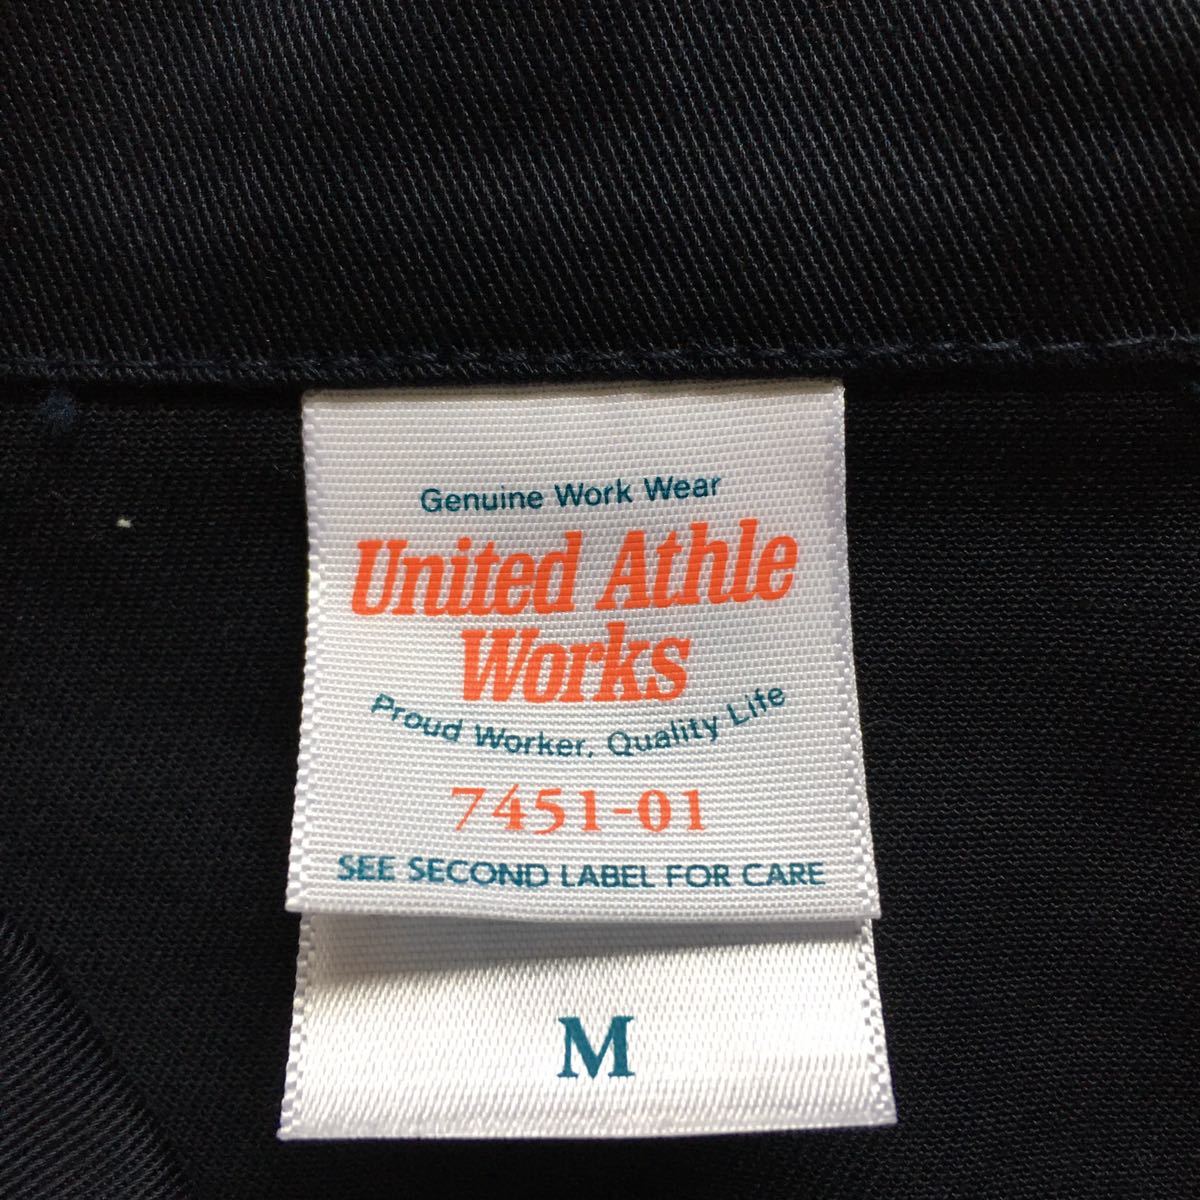 Genuine Work Wear
United Athle
Works
Proud Worker, Quality Life
7451-01
SEE SECOND LABEL FOR CARE
M